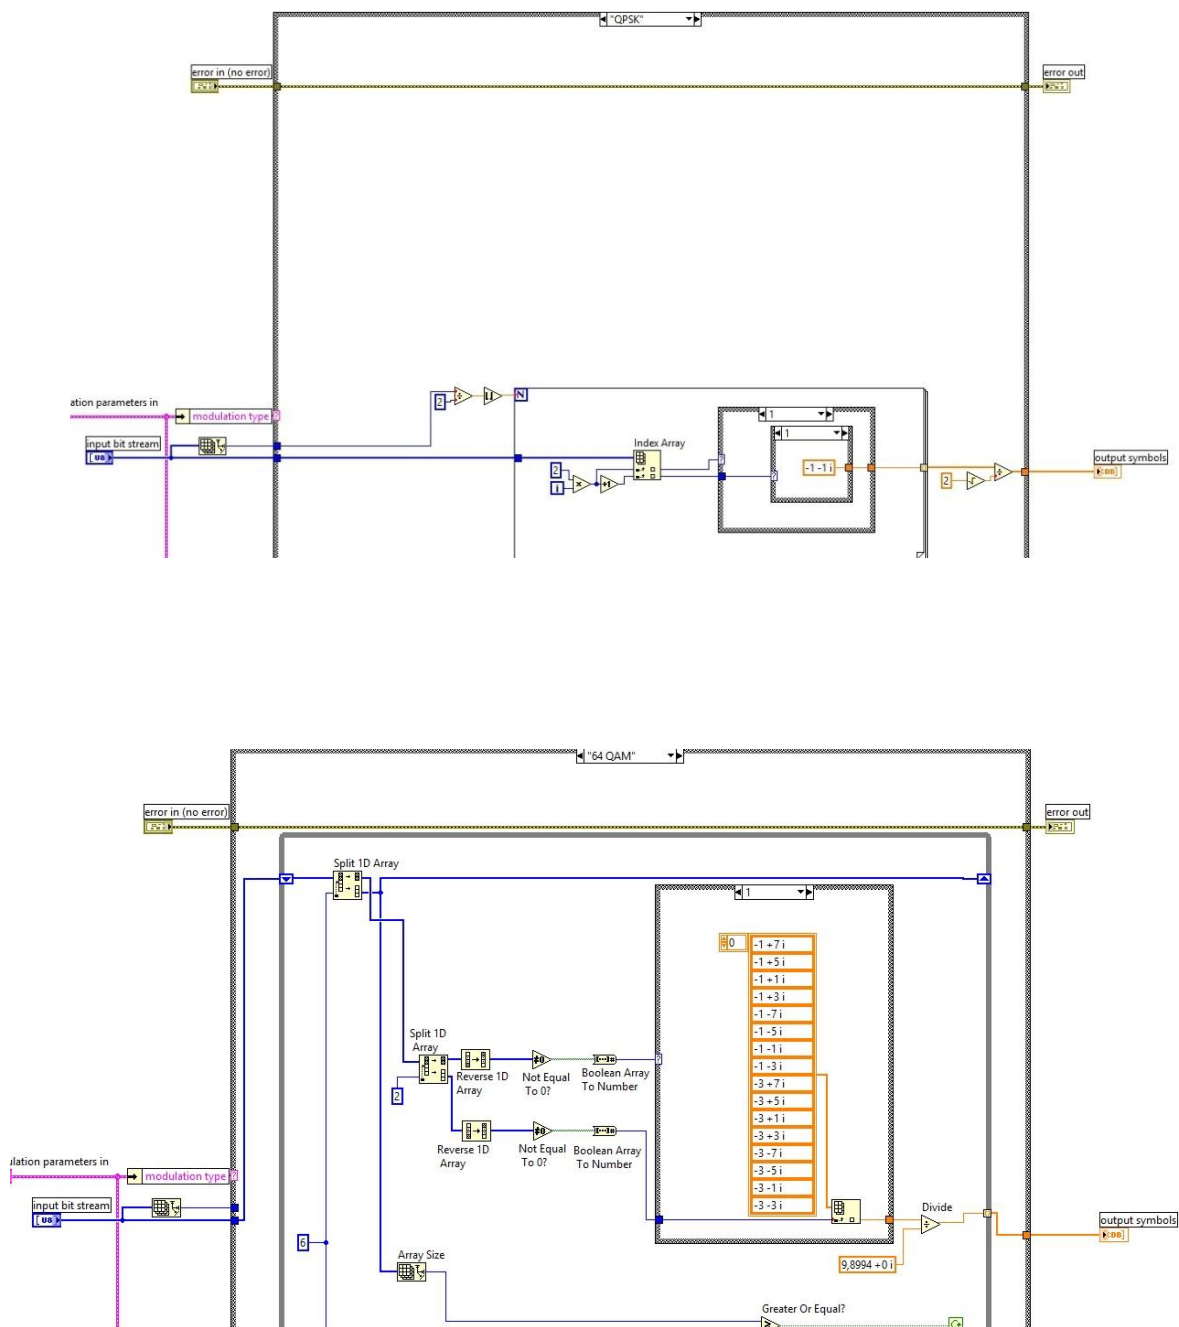 "QPSK"
error in (no error)
error out
ation parameters in
modulation type
input bit stream
U8
2
N
Index Array
2
i
+1
1
1
-1 -1 i
2
output symbols
CDB
"64 QAM"
error in (no error)
error out
Split 1D Array
1
0
-1 +7 i
-1 +5 i
-1 +1 i
-1 +3 i
-1 -7 i
-1 -5 i
-1 -1 i
-1 -3 i
-3 +7 i
-3 +5 i
-3 +1 i
-3 +3 i
-3 -7 i
-3 -5 i
-3 -1 i
-3 -3 i
Split 1D
Array
2
Reverse 1D
Array
Not Equal
To 0?
Boolean Array
To Number
Reverse 1D
Array
Not Equal
To 0?
Boolean Array
To Number
lation parameters in
modulation type
input bit stream
U8
6
Array Size
Divide
9,8994 +0 i
output symbols
CDB
Greater Or Equal?